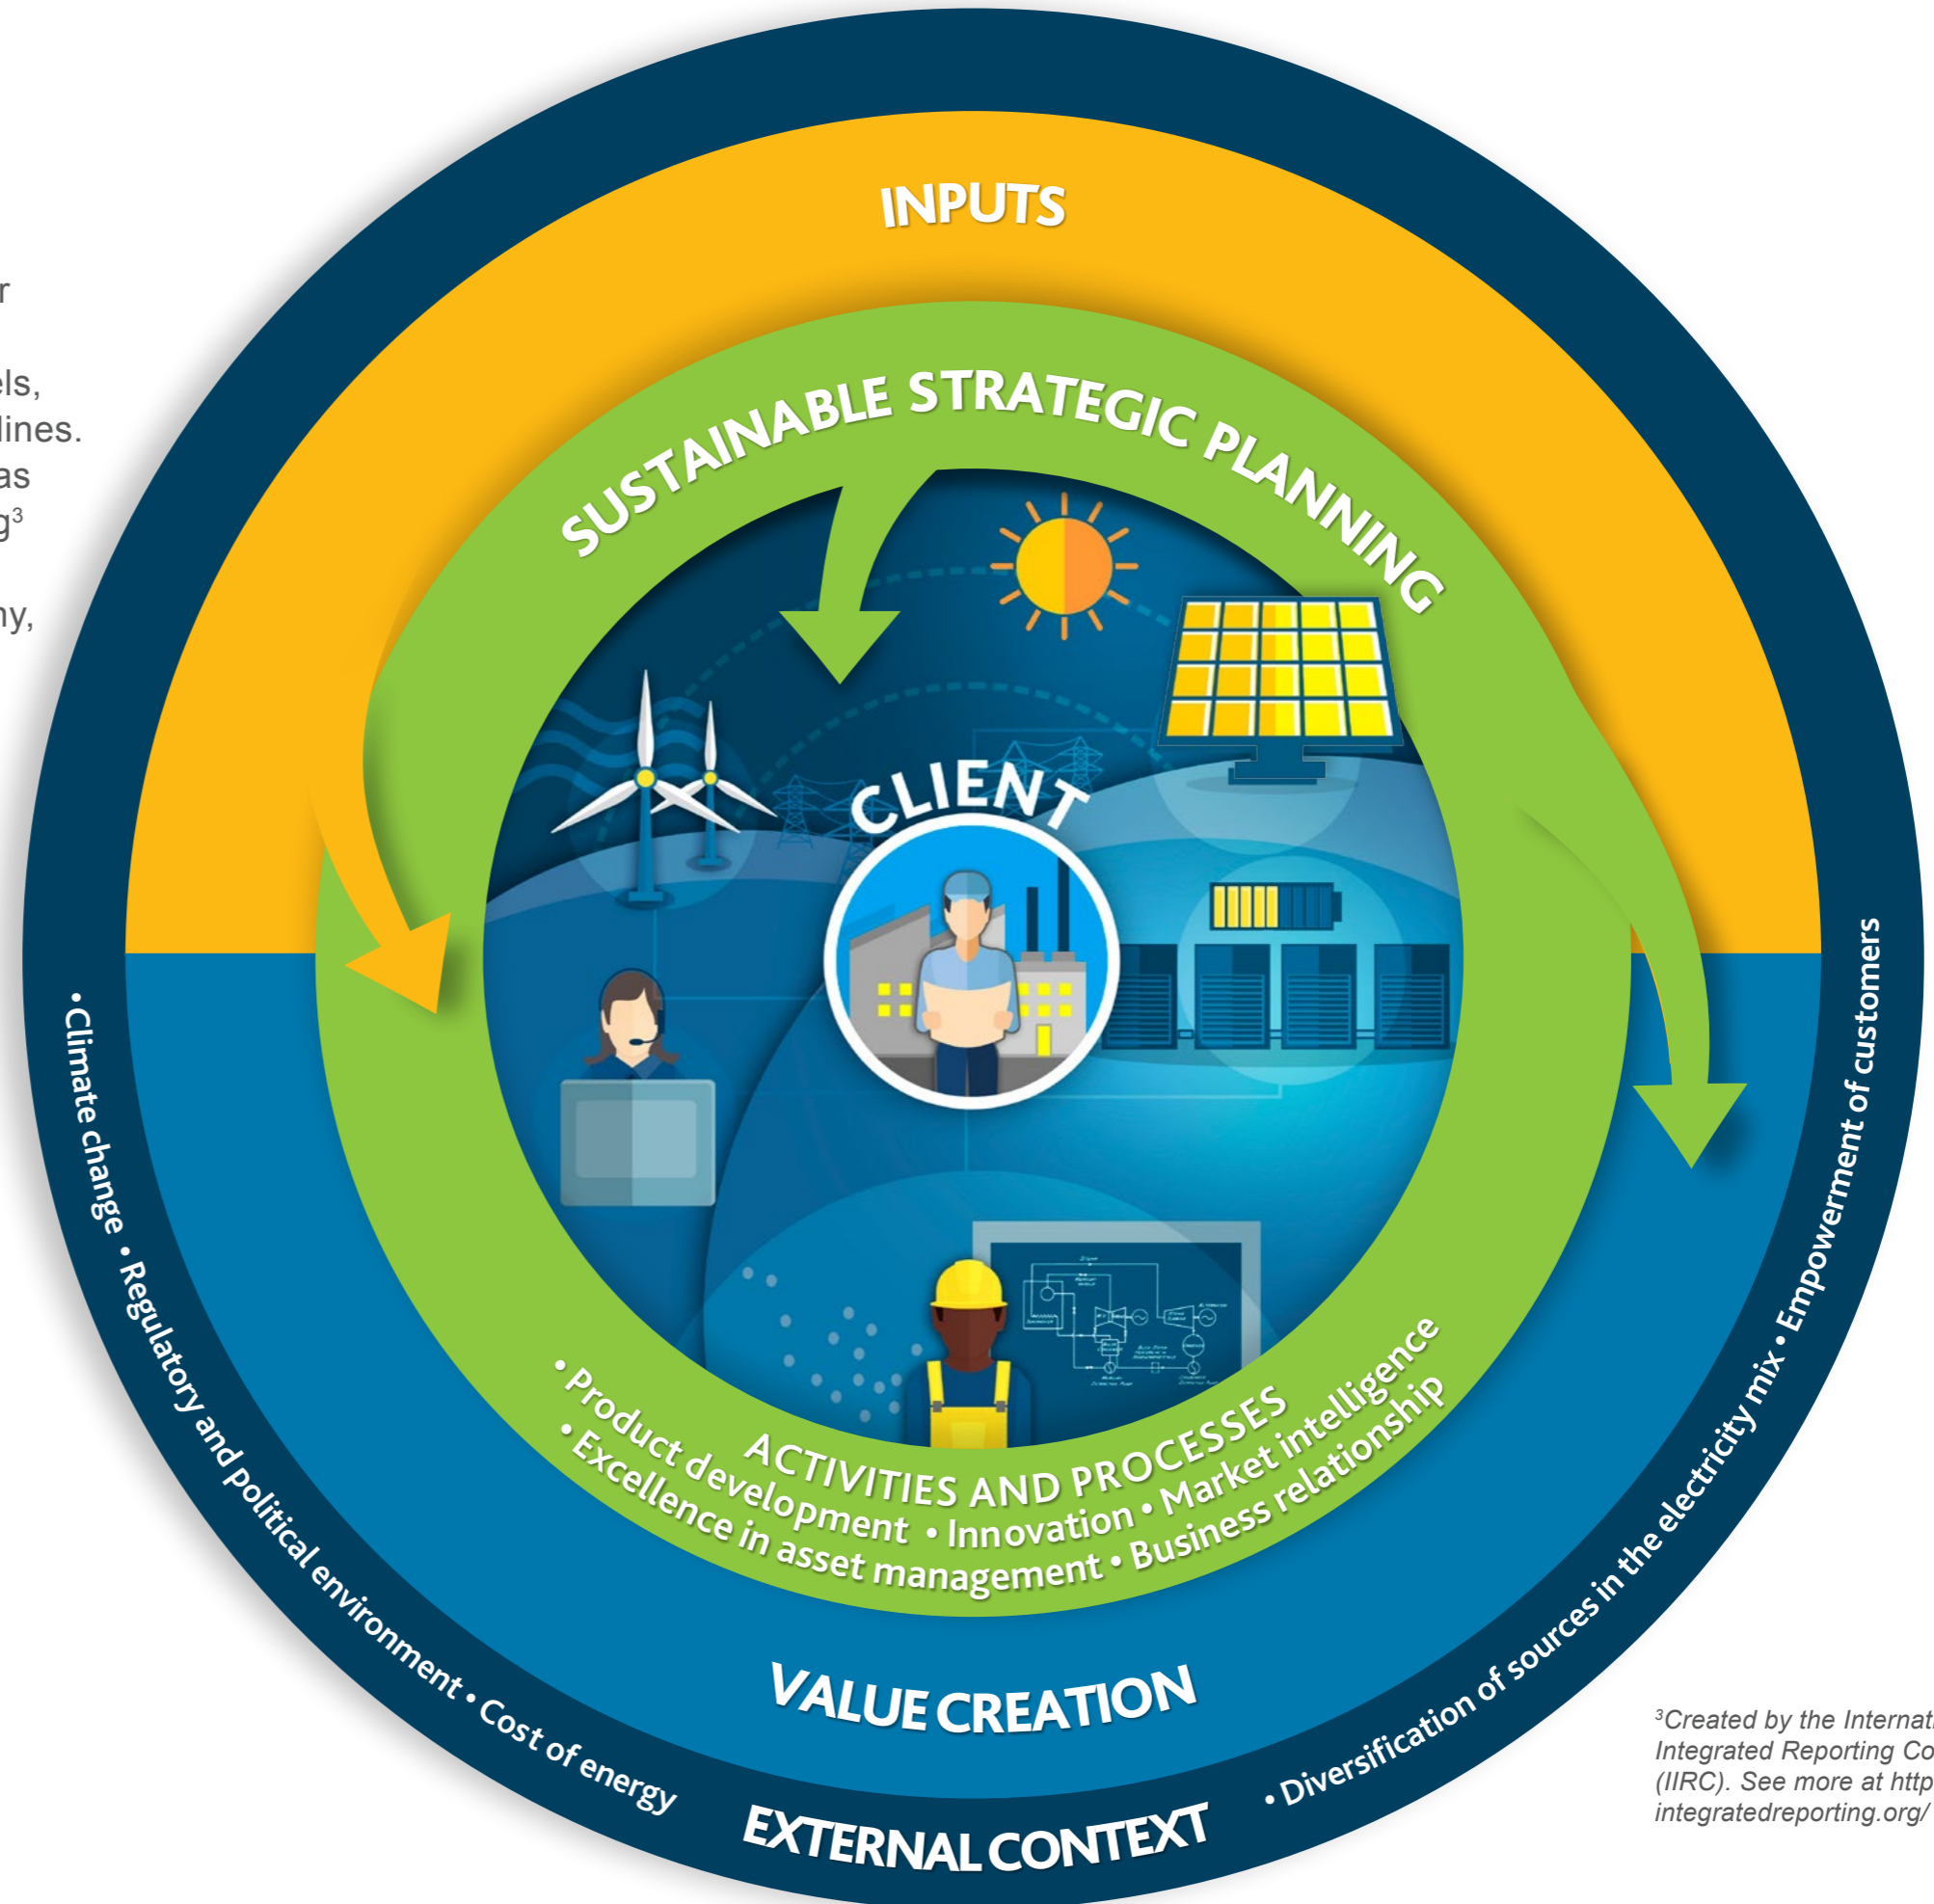 r
els,
lines.
as
g³
ny,
INPUTS
SUSTAINABLE STRATEGIC PLANNING
CLIENT
ACTIVITIES AND PROCESSES
• Product development • Innovation • Market intelligence
• Excellence in asset management • Business relationship
VALUE CREATION
• Climate change • Regulatory and political environment • Cost of energy
EXTERNAL CONTEXT
• Diversification of sources in the electricity mix • Empowerment of customers
³Created by the Internati
Integrated Reporting Co
(IIRC). See more at http
integratedreporting.org/